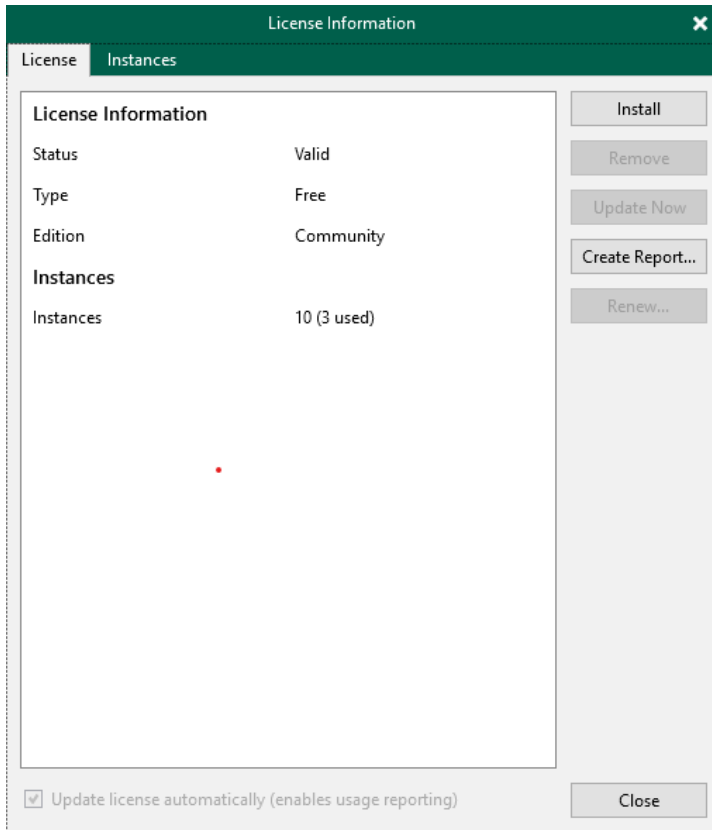 License Information
License Instances
License Information
Install
Status Valid
Remove
Type Free
Update Now
Edition Community
Create Report...
Instances
Renew...
Instances 10 (3 used)
Update license automatically (enables usage reporting)
Close